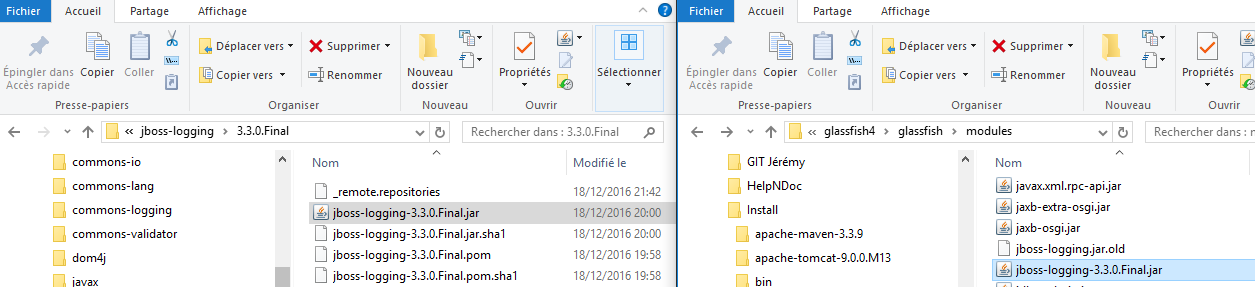 Fichier Accueil Partage Affichage
Épingler dans Accès rapide
Copier
Coller
Déplacer vers
Copier vers
Supprimer
Renommer
Nouveau dossier
Propriétés
Sélectionner
Presse-papiers Organiser Nouveau Ouvrir
« jboss-logging > 3.3.0.Final
Rechercher dans : 3.3.0.Final
commons-io
commons-lang
commons-logging
commons-validator
dom4j
javax
Nom Modifié le
_remote.repositories 18/12/2016 21:42
jboss-logging-3.3.0.Final.jar 18/12/2016 20:00
jboss-logging-3.3.0.Final.jar.sha1 18/12/2016 20:00
jboss-logging-3.3.0.Final.pom 18/12/2016 19:58
jboss-logging-3.3.0.Final.pom.sha1 18/12/2016 19:58
Fichier Accueil Partage Affichage
Épingler dans Accès rapide
Copier
Coller
Déplacer vers
Copier vers
Supprimer
Renommer
Nouveau dossier
Propriétés
Presse-papiers Organiser Nouveau Ouvrir
« glassfish4 > glassfish > modules
Rechercher dans :
GIT Jérémy
HelpNDoc
Install
apache-maven-3.3.9
apache-tomcat-9.0.0.M13
bin
Nom
javax.xml.rpc-api.jar
jaxb-extra-osgi.jar
jaxb-osgi.jar
jboss-logging.jar.old
jboss-logging-3.3.0.Final.jar